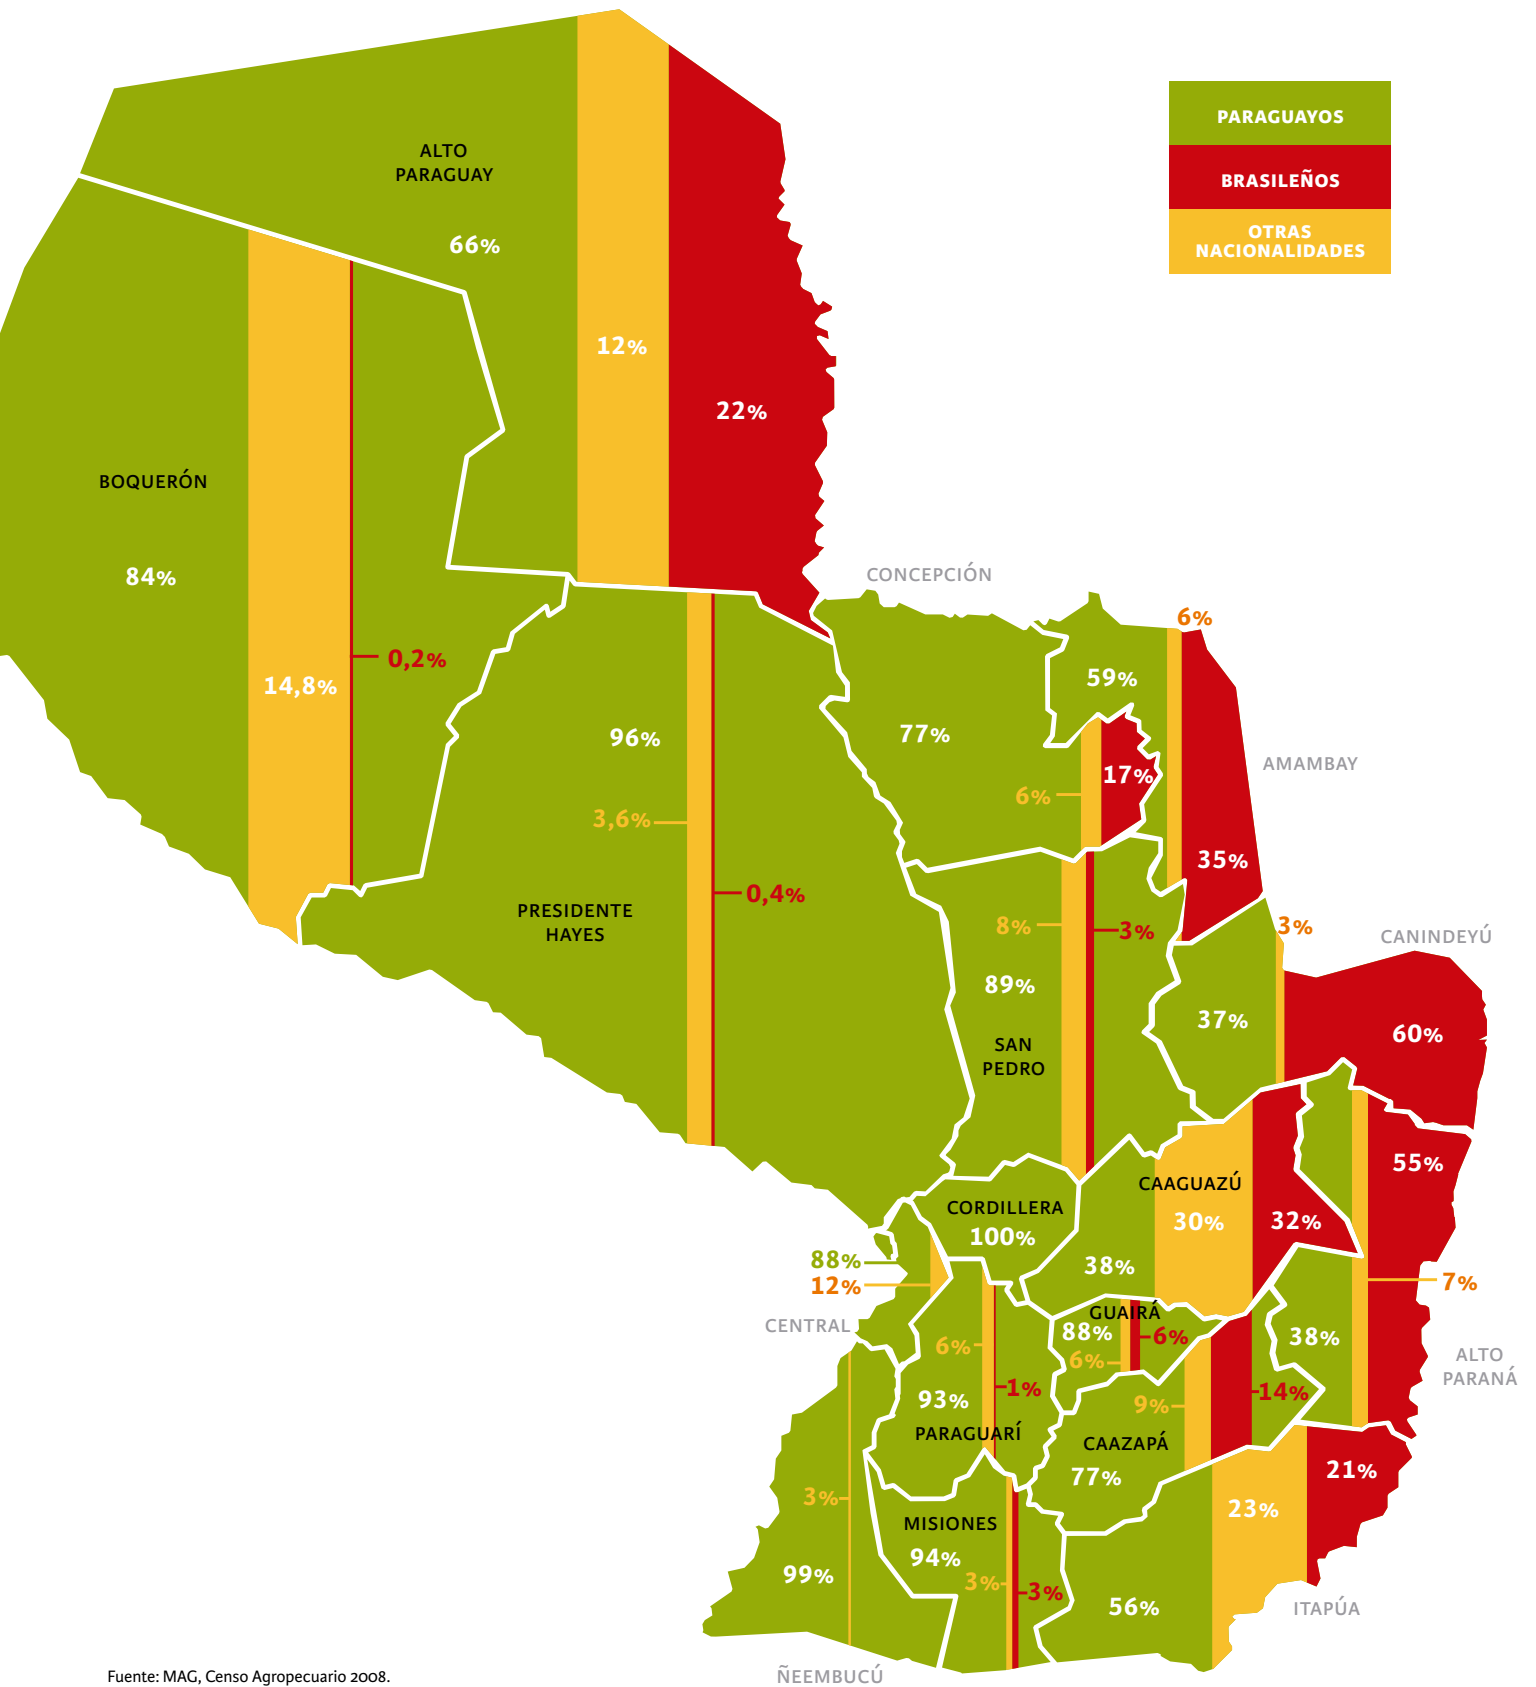 PARAGUAYOS
BRASILEÑOS
OTRAS
NACIONALIDADES
ALTO
PARAGUAY
66%
12%
22%
BOQUERÓN
84%
14,8%
0,2%
PRESIDENTE
HAYES
96%
3,6%
0,4%
CONCEPCIÓN
77%
6%
17%
AMAMBAY
59%
6%
35%
SAN
PEDRO
89%
8%
3%
CANINDEYÚ
37%
3%
60%
CORDILLERA
100%
CAAGUAZÚ
38%
30%
32%
ALTO
PARANÁ
38%
7%
55%
CENTRAL
88%
12%
GUAIRÁ
88%
6%
6%
PARAGUARÍ
93%
6%
1%
CAAZAPÁ
77%
9%
14%
MISIONES
94%
3%
3%
ÑEEMBUCÚ
99%
3%
ITAPÚA
56%
23%
21%
Fuente: MAG, Censo Agropecuario 2008.